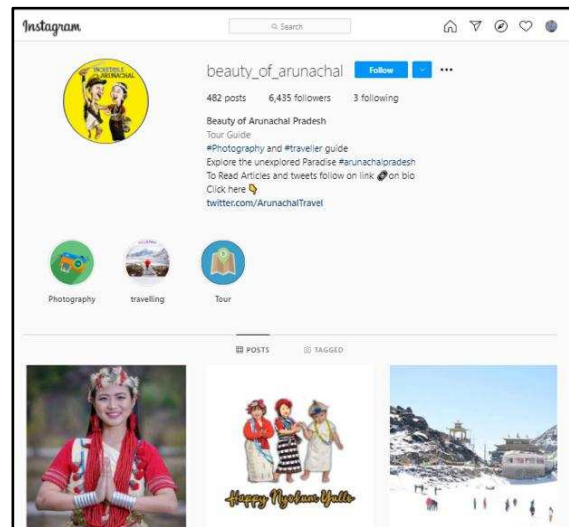 Instagram
Search
INCREDIBLE
ARUNACHAL
beauty_of_arunachal Follow
482 posts 6,435 followers 3 following
Beauty of Arunachal Pradesh
Tour Guide
#Photography and #traveller guide
Explore the unexplored Paradise #arunachalpradesh
To Read Articles and tweets follow on link on bio
Click here
twitter.com/ArunachalTravel
Photography travelling Tour
POSTS TAGGED
Happy Nyokum Yullo